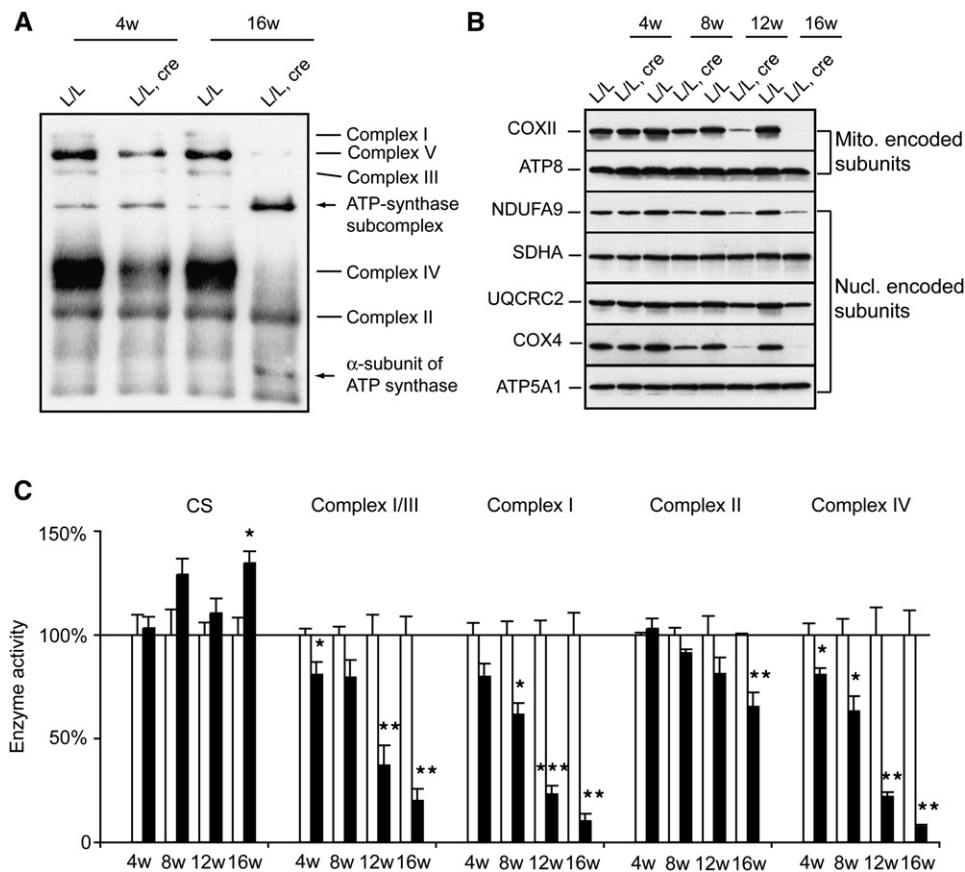 A
4w 16w
L/L L/L, cre L/L L/L, cre
Complex I
Complex V
Complex III
ATP-synthase
subcomplex
Complex IV
Complex II
α-subunit of
ATP synthase
B
4w 8w 12w 16w
L/L L/L, cre L/L L/L, cre L/L L/L, cre L/L L/L, cre
COXII
ATP8
NDUFA9
SDHA
UQCRC2
COX4
ATP5A1
Mito. encoded
subunits
Nucl. encoded
subunits
C
CS Complex I/III Complex I Complex II Complex IV
Enzyme activity
150%
100%
50%
0
* * ** ** * *** ** ** * * ** **
4w 8w 12w 16w 4w 8w 12w 16w 4w 8w 12w 16w 4w 8w 12w 16w 4w 8w 12w 16w